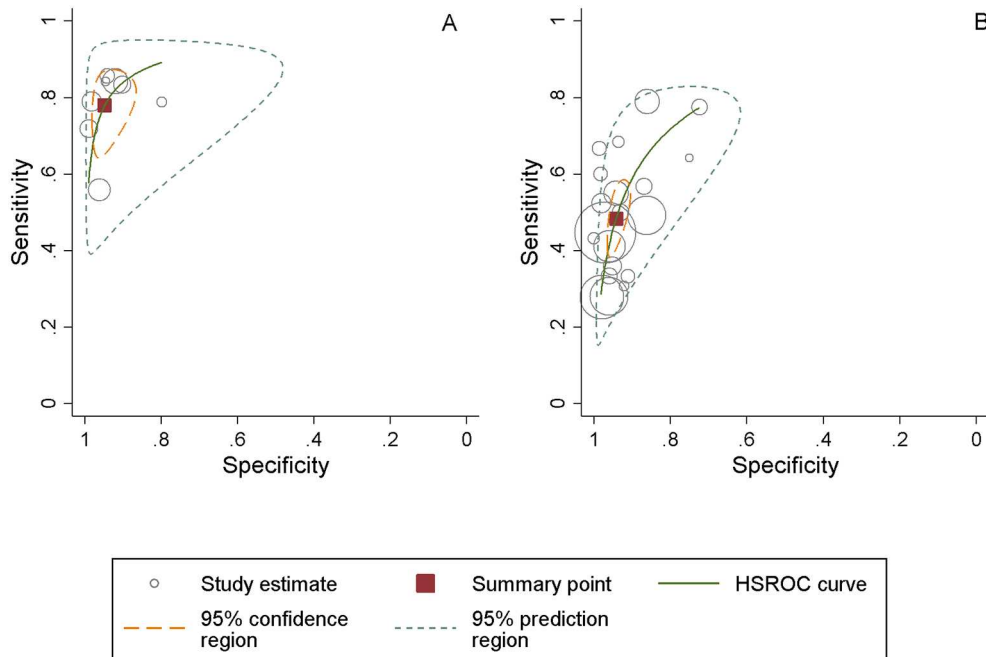 A
1
.8
.6
.4
.2
0
Sensitivity
1 .8 .6 .4 .2 0
Specificity
B
1
.8
.6
.4
.2
0
Sensitivity
1 .8 .6 .4 .2 0
Specificity
Study estimate
Summary point
HSROC curve
95% confidence
region
95% prediction
region